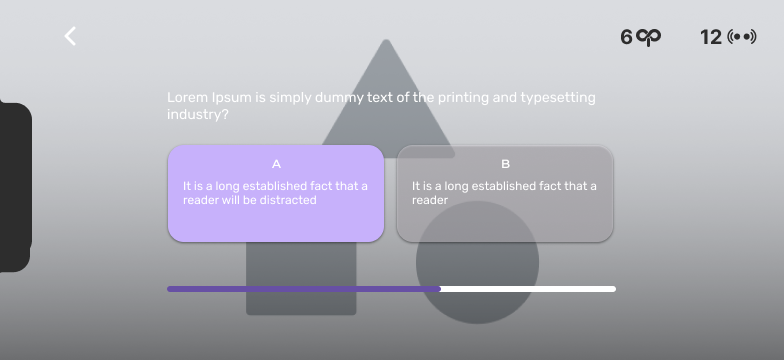 6
12
Lorem Ipsum is simply dummy text of the printing and typesetting
industry?
A
It is a long established fact that a
reader will be distracted
B
It is a long established fact that a
reader